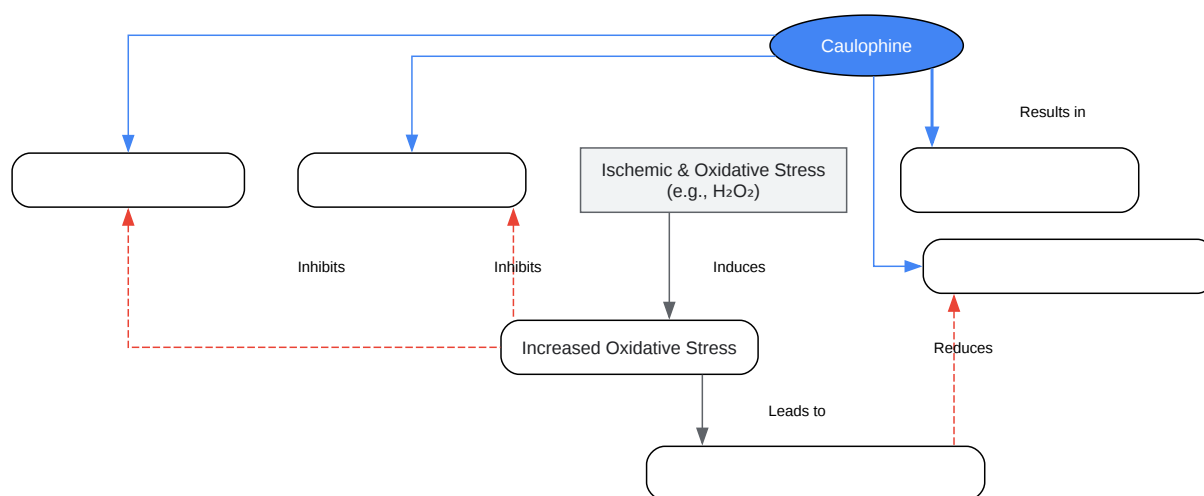 Caulophine
Results in
Ischemic & Oxidative Stress
(e.g., H₂O₂)
Inhibits
Inhibits
Induces
Increased Oxidative Stress
Reduces
Leads to